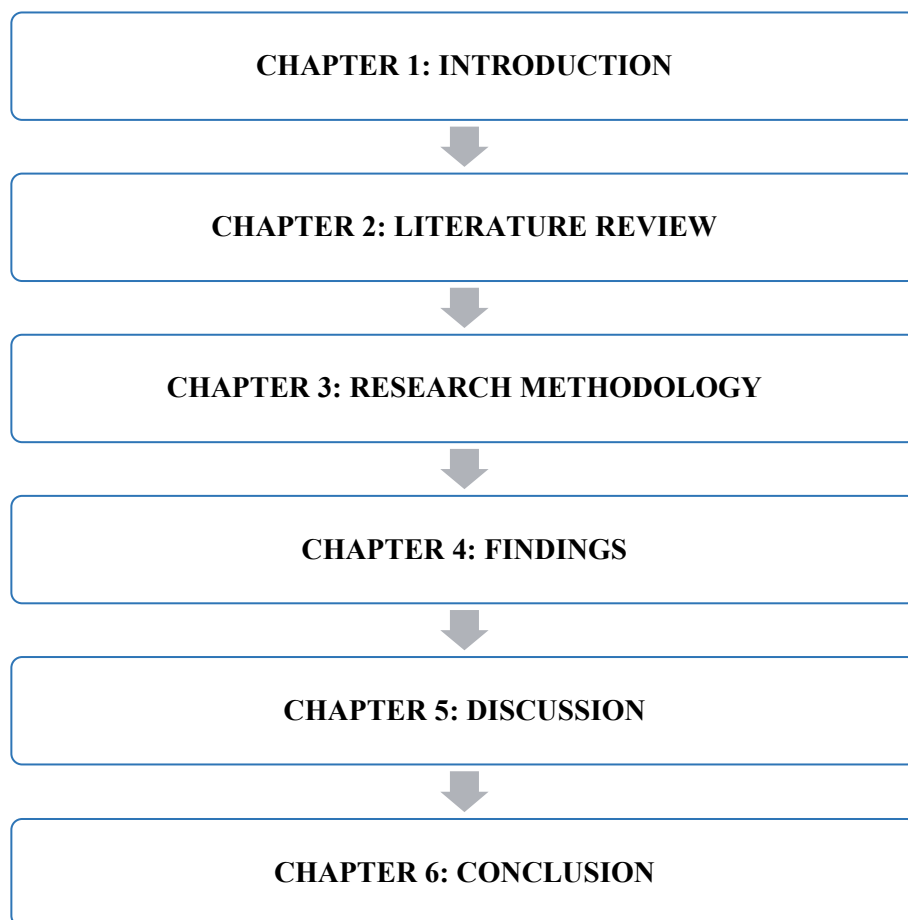 CHAPTER 1: INTRODUCTION
CHAPTER 2: LITERATURE REVIEW
CHAPTER 3: RESEARCH METHODOLOGY
CHAPTER 4: FINDINGS
CHAPTER 5: DISCUSSION
CHAPTER 6: CONCLUSION